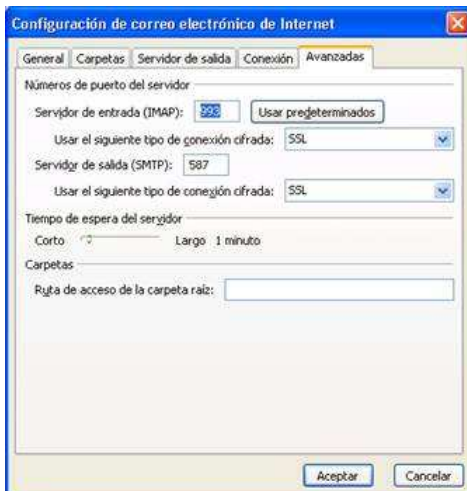 Configuración de correo electrónico de Internet
General Carpetas Servidor de salida Conexión Avanzadas
Números de puerto del servidor
Servidor de entrada (IMAP): 993 Usar predeterminados
Usar el siguiente tipo de conexión cifrada: SSL
Servidor de salida (SMTP): 587
Usar el siguiente tipo de conexión cifrada: SSL
Tiempo de espera del servidor
Corto Largo 1 minuto
Carpetas
Ruta de acceso de la carpeta raíz:
Aceptar Cancelar